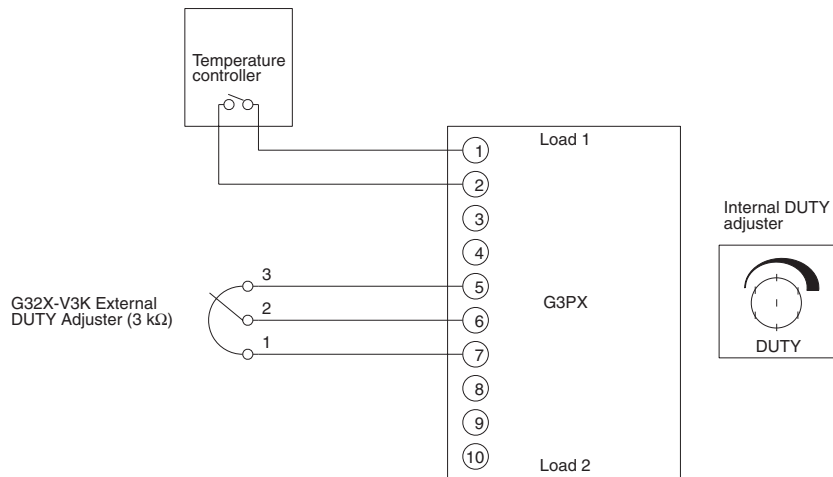 Temperature
controller
Load 1
1
2
3
4
5
6
7
8
9
10
G3PX
Load 2
3
2
1
G32X-V3K External
DUTY Adjuster (3 kΩ)
Internal DUTY
adjuster
DUTY